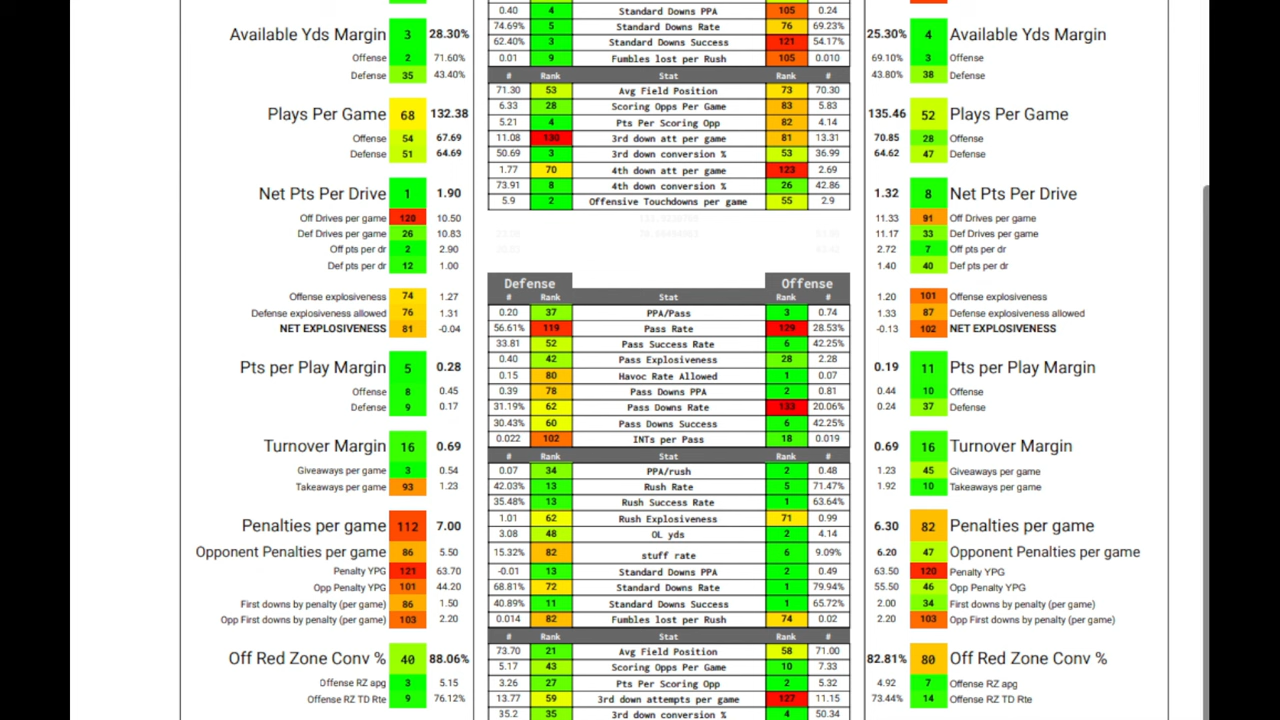 Available Yds Margin 3 28.30%
Offense 2 71.60%
Defense 35 43.40%
Plays Per Game 68 132.38
Offense 54 67.69
Defense 51 64.69
Net Pts Per Drive 1 1.90
Off Drives per game 120 10.50
Def Drives per game 26 10.83
Off pts per dr 2 2.90
Def pts per dr 12 1.00
Offense explosiveness 74 1.27
Defense explosiveness allowed 76 1.31
NET EXPLOSIVENESS 81 -0.04
Pts per Play Margin 5 0.28
Offense 8 0.45
Defense 9 0.17
Turnover Margin 16 0.69
Giveaways per game 3 0.54
Takeaways per game 93 1.23
Penalties per game 112 7.00
Opponent Penalties per game 86 5.50
Penalty YPG 121 63.70
Opp Penalty YPG 101 44.20
First downs by penalty (per game) 86 1.50
Opp First downs by penalty (per game) 103 2.20
Off Red Zone Conv % 40 88.06%
Offense RZ apg 3 5.15
Offense RZ TD Rte 9 76.12%
0.40 4 Standard Downs PPA 105 0.24
74.69% 5 Standard Downs Rate 76 69.23%
62.40% 3 Standard Downs Success 121 54.17%
0.01 9 Fumbles lost per Rush 105 0.010
# Rank Stat Rank #
71.30 53 Avg Field Position 73 70.30
6.33 28 Scoring Opps Per Game 83 5.83
5.21 4 Pts Per Scoring Opp 82 4.14
11.08 130 3rd down att per game 81 13.31
50.69 3 3rd down conversion % 53 36.99
1.77 70 4th down att per game 123 2.69
73.91 8 4th down conversion % 26 42.86
5.9 2 Offensive Touchdowns per game 55 2.9
Defense Offense
# Rank Stat Rank #
0.20 37 PPA/Pass 3 0.74
56.61% 119 Pass Rate 129 28.53%
33.81 52 Pass Success Rate 6 42.25%
0.40 42 Pass Explosiveness 28 2.28
0.15 80 Havoc Rate Allowed 1 0.07
0.39 78 Pass Downs PPA 2 0.81
31.19% 62 Pass Downs Rate 133 20.06%
30.43% 60 Pass Downs Success 6 42.25%
0.022 102 INTs per Pass 18 0.019
# Rank Stat Rank #
0.07 34 PPA/rush 2 0.48
42.03% 13 Rush Rate 5 71.47%
35.48% 13 Rush Success Rate 1 63.64%
1.01 62 Rush Explosiveness 71 0.99
3.08 48 OL yds 2 4.14
15.32% 82 stuff rate 6 9.09%
-0.01 13 Standard Downs PPA 2 0.49
68.81% 72 Standard Downs Rate 1 79.94%
40.89% 11 Standard Downs Success 1 65.72%
0.014 82 Fumbles lost per Rush 74 0.02
# Rank Stat Rank #
73.70 21 Avg Field Position 58 71.00
5.17 43 Scoring Opps Per Game 10 7.33
3.26 27 Pts Per Scoring Opp 2 5.32
13.77 59 3rd down attempts per game 127 11.15
35.2 35 3rd down conversion % 4 50.34
25.30% 4 Available Yds Margin
69.10% 3 Offense
43.80% 38 Defense
135.46 52 Plays Per Game
70.85 28 Offense
64.62 47 Defense
1.32 8 Net Pts Per Drive
11.33 91 Off Drives per game
11.17 33 Def Drives per game
2.72 7 Off pts per dr
1.40 40 Def pts per dr
1.20 101 Offense explosiveness
1.33 87 Defense explosiveness allowed
-0.13 102 NET EXPLOSIVENESS
0.19 11 Pts per Play Margin
0.44 10 Offense
0.24 37 Defense
0.69 16 Turnover Margin
1.23 45 Giveaways per game
1.92 10 Takeaways per game
6.30 82 Penalties per game
6.20 47 Opponent Penalties per game
63.50 120 Penalty YPG
55.50 46 Opp Penalty YPG
2.00 34 First downs by penalty (per game)
2.20 103 Opp First downs by penalty (per game)
82.81% 80 Off Red Zone Conv %
4.92 7 Offense RZ apg
73.44% 14 Offense RZ TD Rte